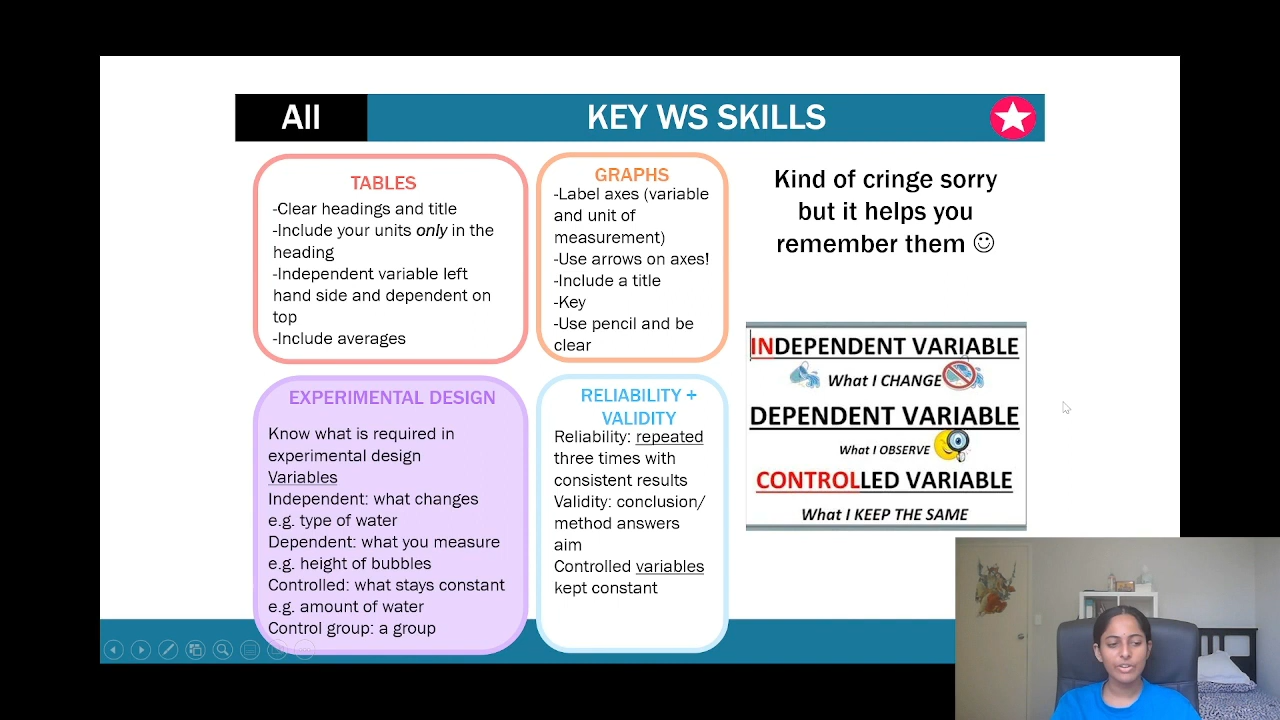 All
KEY WS SKILLS
TABLES
-Clear headings and title
-Include your units only in the
heading
-Independent variable left
hand side and dependent on
top
-Include averages
GRAPHS
-Label axes (variable
and unit of
measurement)
-Use arrows on axes!
-Include a title
-Key
-Use pencil and be
clear
Kind of cringe sorry
but it helps you
remember them ☺
EXPERIMENTAL DESIGN
Know what is required in
experimental design
Variables
Independent: what changes
e.g. type of water
Dependent: what you measure
e.g. height of bubbles
Controlled: what stays constant
e.g. amount of water
Control group: a group
RELIABILITY +
VALIDITY
Reliability: repeated
three times with
consistent results
Validity: conclusion/
method answers
aim
Controlled variables
kept constant
INDEPENDENT VARIABLE
What I CHANGE
DEPENDENT VARIABLE
What I OBSERVE
CONTROLLED VARIABLE
What I KEEP THE SAME